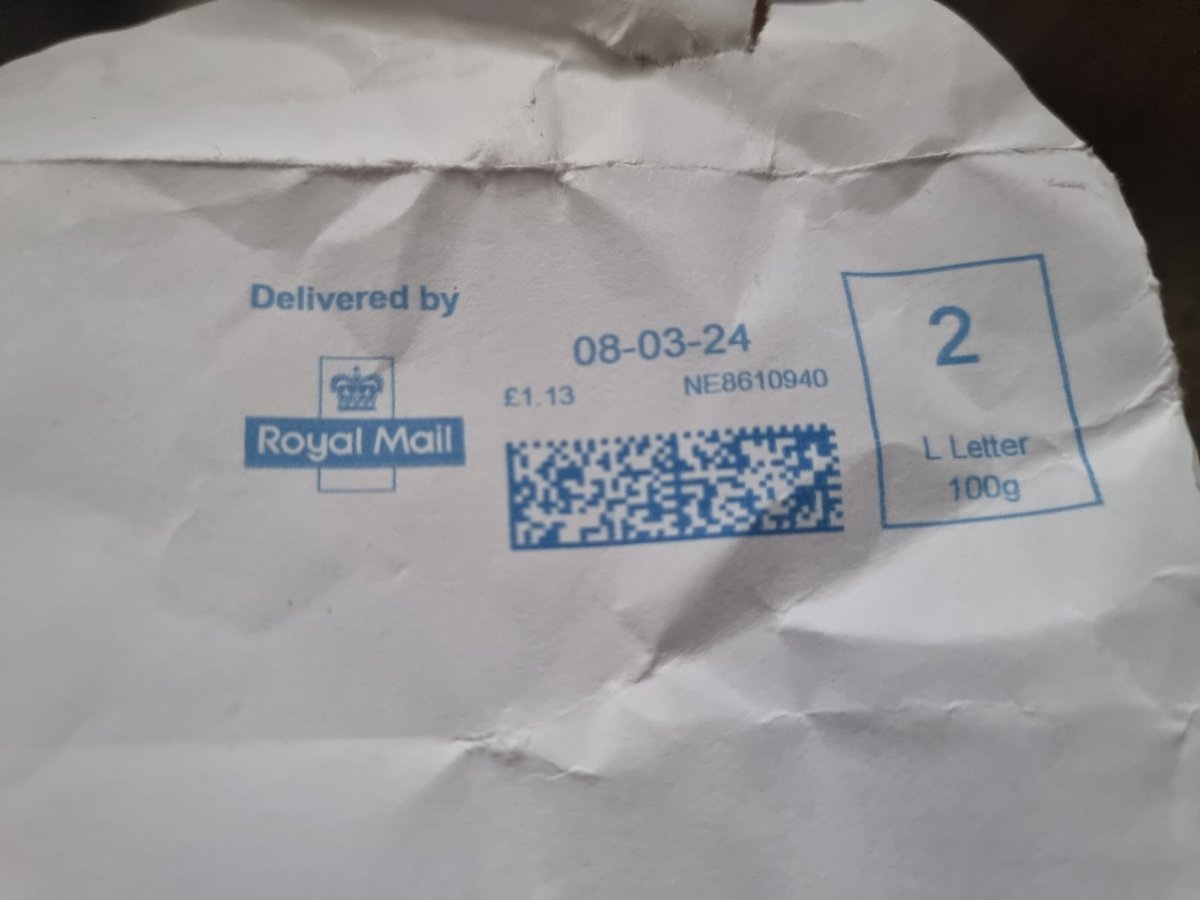 Delivered by
Royal Mail
08-03-24
£1.13 NE8610940
2
L Letter
100g